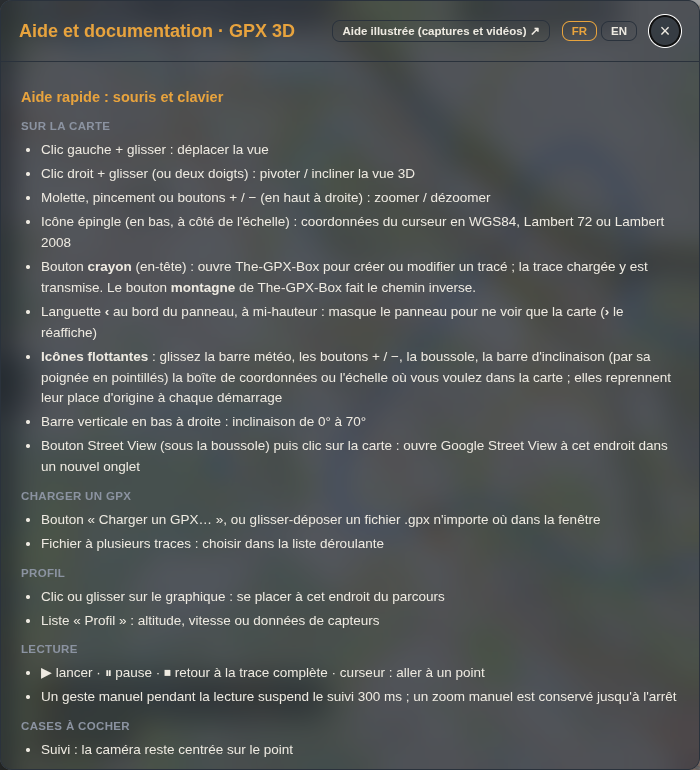 Aide et documentation · GPX 3D
Aide illustrée (captures et vidéos) ↗
FR
EN
×
Aide rapide : souris et clavier
SUR LA CARTE
• Clic gauche + glisser : déplacer la vue
• Clic droit + glisser (ou deux doigts) : pivoter / incliner la vue 3D
• Molette, pincement ou boutons + / − (en haut à droite) : zoomer / dézoomer
• Icône épingle (en bas, à côté de l'échelle) : coordonnées du curseur en WGS84, Lambert 72 ou Lambert
2008
• Bouton crayon (en-tête) : ouvre The-GPX-Box pour créer ou modifier un tracé ; la trace chargée y est
transmise. Le bouton montagne de The-GPX-Box fait le chemin inverse.
• Languette ‹ au bord du panneau, à mi-hauteur : masque le panneau pour ne voir que la carte (› le
réaffiche)
• Icônes flottantes : glissez la barre météo, les boutons + / −, la boussole, la barre d'inclinaison (par sa
poignée en pointillés) la boîte de coordonnées ou l'échelle où vous voulez dans la carte ; elles reprennent
leur place d'origine à chaque démarrage
• Barre verticale en bas à droite : inclinaison de 0° à 70°
• Bouton Street View (sous la boussole) puis clic sur la carte : ouvre Google Street View à cet endroit dans
un nouvel onglet
CHARGER UN GPX
• Bouton « Charger un GPX… », ou glisser-déposer un fichier .gpx n'importe où dans la fenêtre
• Fichier à plusieurs traces : choisir dans la liste déroulante
PROFIL
• Clic ou glisser sur le graphique : se placer à cet endroit du parcours
• Liste « Profil » : altitude, vitesse ou données de capteurs
LECTURE
• ▶ lancer · ⏸ pause · ⏹ retour à la trace complète · curseur : aller à un point
• Un geste manuel pendant la lecture suspend le suivi 300 ms ; un zoom manuel est conservé jusqu'à l'arrêt
CASES À COCHER
• Suivi : la caméra reste centrée sur le point